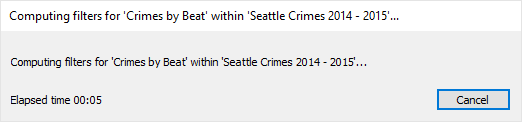 Computing filters for 'Crimes by Beat' within 'Seattle Crimes 2014 - 2015'...
Computing filters for 'Crimes by Beat' within 'Seattle Crimes 2014 - 2015'...
Elapsed time 00:05
Cancel